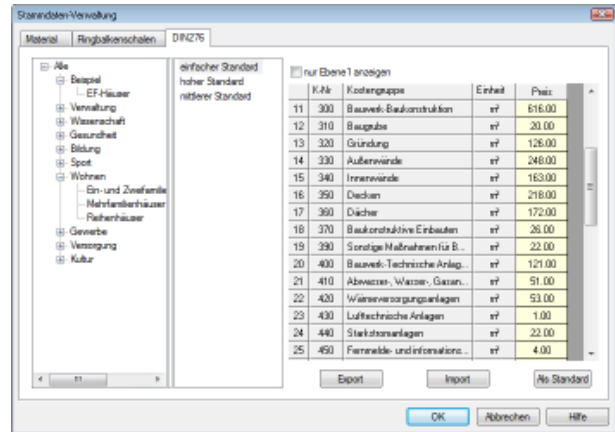 Stammdaten-Verwaltung
Material Ringbalkenschalen DIN276
Alle
Beispiel
EF-Häuser
Verwaltung
Wissenschaft
Gesundheit
Bildung
Sport
Wohnen
Ein- und Zweifamilie
Mehrfamilienhäuser
Reihenhäuser
Gewerbe
Versorgung
Kultur
einfacher Standard
hoher Standard
mittlerer Standard
nur Ebene 1 anzeigen
K-Nr Kostengruppe Einheit Preis
11 300 Bauwerk-Baukonstruktion m² 616.00
12 310 Baugrube m² 20.00
13 320 Gründung m² 126.00
14 330 Außenwände m² 248.00
15 340 Innenwände m² 163.00
16 350 Decken m² 218.00
17 360 Dächer m² 172.00
18 370 Baukonstruktive Einbauten m² 26.00
19 390 Sonstige Maßnahmen für B... m² 22.00
20 400 Bauwerk-Technische Anlag... m² 121.00
21 410 Abwasser-, Wasser-, Gasan... m² 51.00
22 420 Wärmeversorgungsanlagen m² 53.00
23 430 Lufttechnische Anlagen m² 1.00
24 440 Starkstromanlagen m² 22.00
25 450 Fernmelde- und informations... m² 4.00
Export Import Als Standard
OK Abbrechen Hilfe